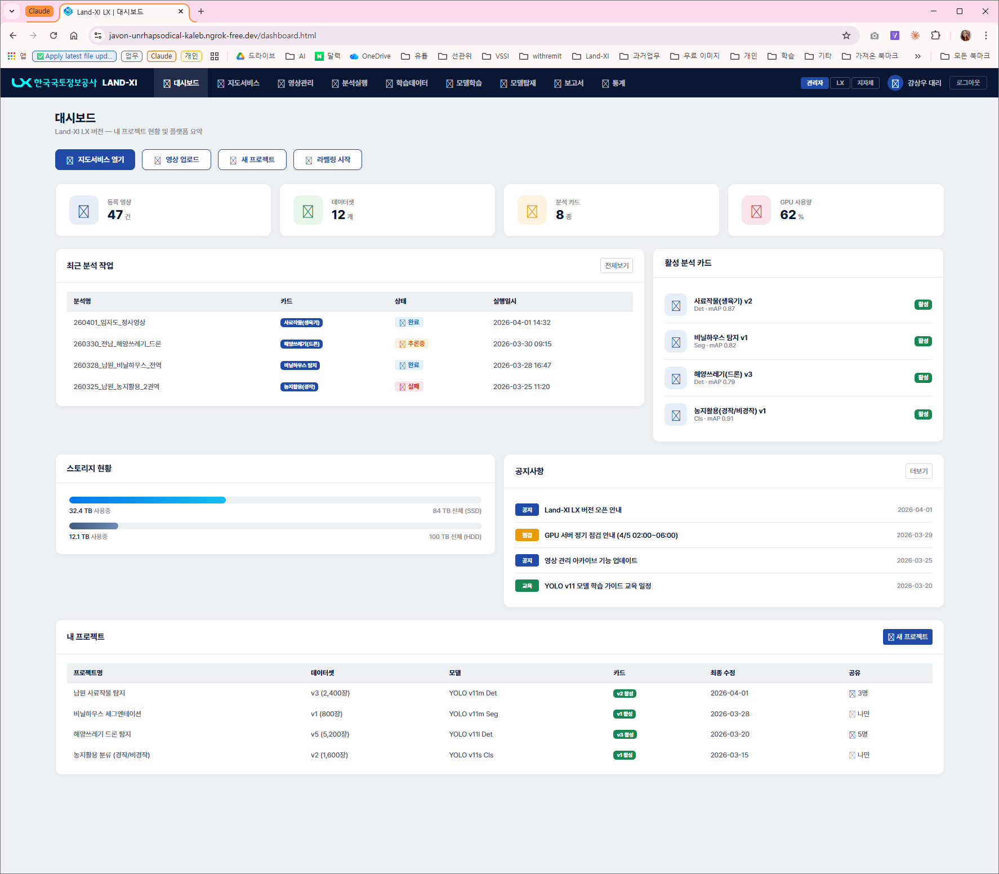 Claude
Land-XI LX | 대시보드
javon-unrhapsodical-kaleb.ngrok-free.dev/dashboard.html
앱
Apply latest file upd...
업무
Claude
개인
드라이브
AI
달력
OneDrive
유튭
선관위
VSSI
withremit
Land-XI
과거업무
무료 이미지
개인
학습
기타
가져온 북마크
모든 북마크
LX 한국국토정보공사 LAND-XI
대시보드
지도서비스
영상관리
분석실행
학습데이터
모델학습
모델탑재
보고서
통계
관리자
LX
지자체
강상우 대리
로그아웃
대시보드
Land-XI LX 버전 — 내 프로젝트 현황 및 플랫폼 요약
지도서비스 열기
영상 업로드
새 프로젝트
라벨링 시작
등록 영상
47 건
데이터셋
12 개
분석 카드
8 종
GPU 사용량
62 %
최근 분석 작업
전체보기
분석명 카드 상태 실행일시
260401_임자도_정사영상 사료작물(생육기) 완료 2026-04-01 14:32
260330_전남_해양쓰레기_드론 해양쓰레기(드론) 추론중 2026-03-30 09:15
260328_남원_비닐하우스_전역 비닐하우스 탐지 완료 2026-03-28 16:47
260325_남원_농지활용_2권역 농지활용(경작) 실패 2026-03-25 11:20
활성 분석 카드
사료작물(생육기) v2
Det · mAP 0.87
활성
비닐하우스 탐지 v1
Seg · mAP 0.82
활성
해양쓰레기(드론) v3
Det · mAP 0.79
활성
농지활용(경작/비경작) v1
Cls · mAP 0.91
활성
스토리지 현황
32.4 TB 사용중 84 TB 전체 (SSD)
12.1 TB 사용중 100 TB 전체 (HDD)
공지사항
더보기
공지 Land-XI LX 버전 오픈 안내 2026-04-01
점검 GPU 서버 정기 점검 안내 (4/5 02:00~06:00) 2026-03-29
공지 영상 관리 아카이브 기능 업데이트 2026-03-25
교육 YOLO v11 모델 학습 가이드 교육 일정 2026-03-20
내 프로젝트
새 프로젝트
프로젝트명 데이터셋 모델 카드 최종 수정 공유
남원 사료작물 탐지 v3 (2,400장) YOLO v11m Det v2 활성 2026-04-01 3명
비닐하우스 세그멘테이션 v1 (800장) YOLO v11m Seg v1 활성 2026-03-28 나만
해양쓰레기 드론 탐지 v5 (5,200장) YOLO v11l Det v3 활성 2026-03-20 5명
농지활용 분류 (경작/비경작) v2 (1,600장) YOLO v11s Cls v1 활성 2026-03-15 나만